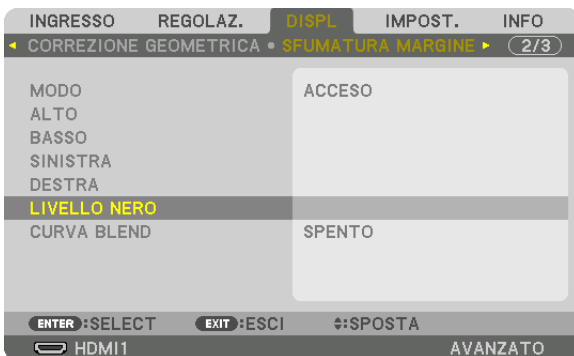 INGRESSO REGOLAZ. DISPL IMPOST. INFO
CORREZIONE GEOMETRICA • SFUMATURA MARGINE 2/3
MODO ACCESO
ALTO
BASSO
SINISTRA
DESTRA
LIVELLO NERO
CURVA BLEND SPENTO
ENTER :SELECT EXIT :ESCI :SPOSTA
HDMI1 AVANZATO